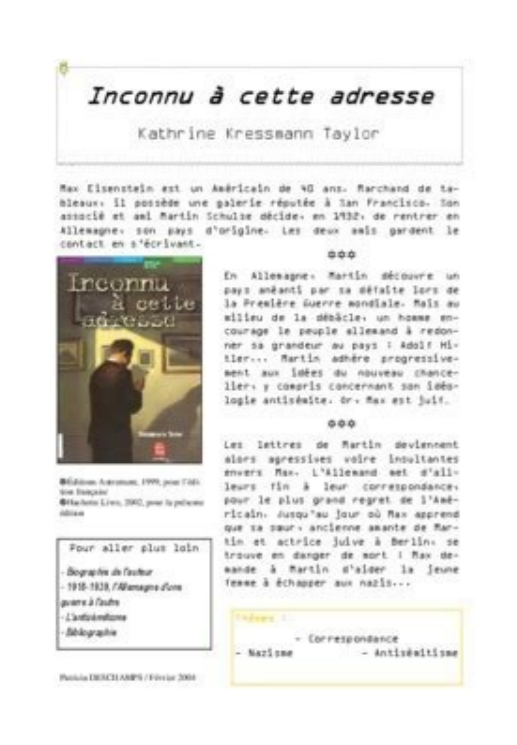 Inconnu à cette adresse
Kathrine Kressmann Taylor
Max Eisenstein est un Américain de 40 ans. Marchand de ta-
bleaux, il possède une galerie réputée à San Francisco. Son
associé et ami Martin Schulse décide, en 1932, de rentrer en
Allemagne, son pays d'origine. Les deux amis gardent le
contact en s'écrivant.
Inconnu
à cette
adresse
Kressmann Taylor
❶Éditions Autrement, 1999, pour l'édi-
tion française
❷Hachette Livre, 2002, pour la présente
édition
Pour aller plus loin
- Biographie de l'auteur
- 1918-1939, l'Allemagne d'une
guerre à l'autre
- L'antisémitisme
- Bibliographie
Patricia DESCHAMPS / Février 2004
✿✿✿
En Allemagne, Martin découvre un
pays anéanti par sa défaite lors de
la Première Guerre mondiale. Mais au
milieu de la débâcle, un homme en-
courage le peuple allemand à redon-
ner sa grandeur au pays : Adolf Hi-
tler... Martin adhère progressive-
ment aux idées du nouveau chance-
lier, y compris concernant son idéo-
logie antisémite. Or, Max est juif…
✿✿✿
Les lettres de Martin deviennent
alors agressives voire insultantes
envers Max. L'Allemand met d'ail-
leurs fin à leur correspondance,
pour le plus grand regret de l'Amé-
ricain. Jusqu'au jour où Max apprend
que sa sœur, ancienne amante de Mar-
tin et actrice juive à Berlin, se
trouve en danger de mort : Max de-
mande à Martin d'aider la jeune
femme à échapper aux nazis...
Thèmes :
- Correspondance
- Nazisme - Antisémitisme